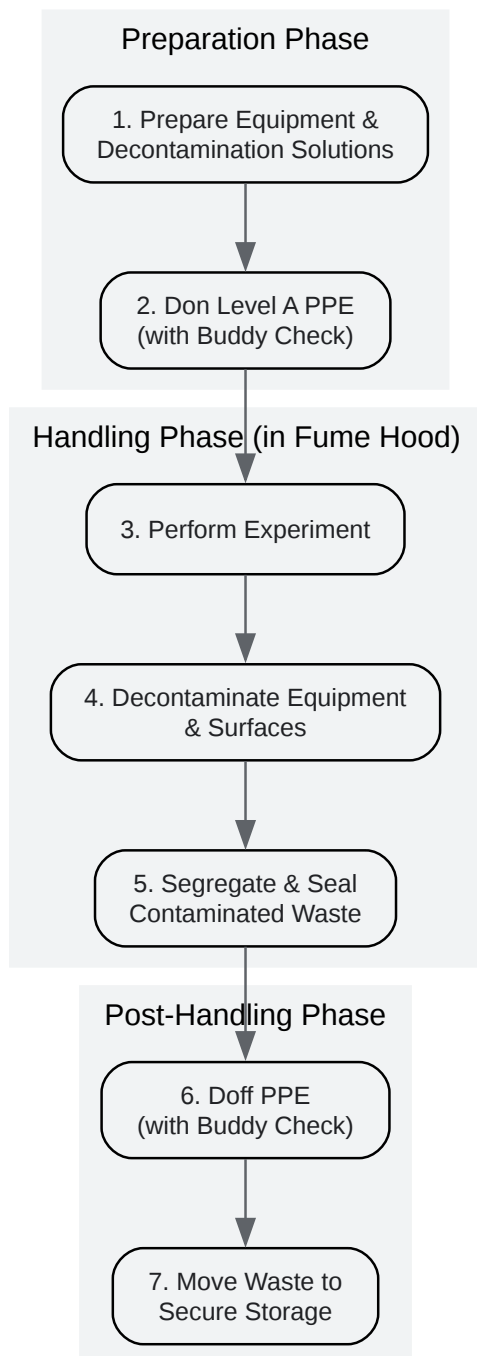 Preparation Phase
1. Prepare Equipment &
Decontamination Solutions
2. Don Level A PPE
(with Buddy Check)
Handling Phase (in Fume Hood)
3. Perform Experiment
4. Decontaminate Equipment
& Surfaces
5. Segregate & Seal
Contaminated Waste
Post-Handling Phase
6. Doff PPE
(with Buddy Check)
7. Move Waste to
Secure Storage